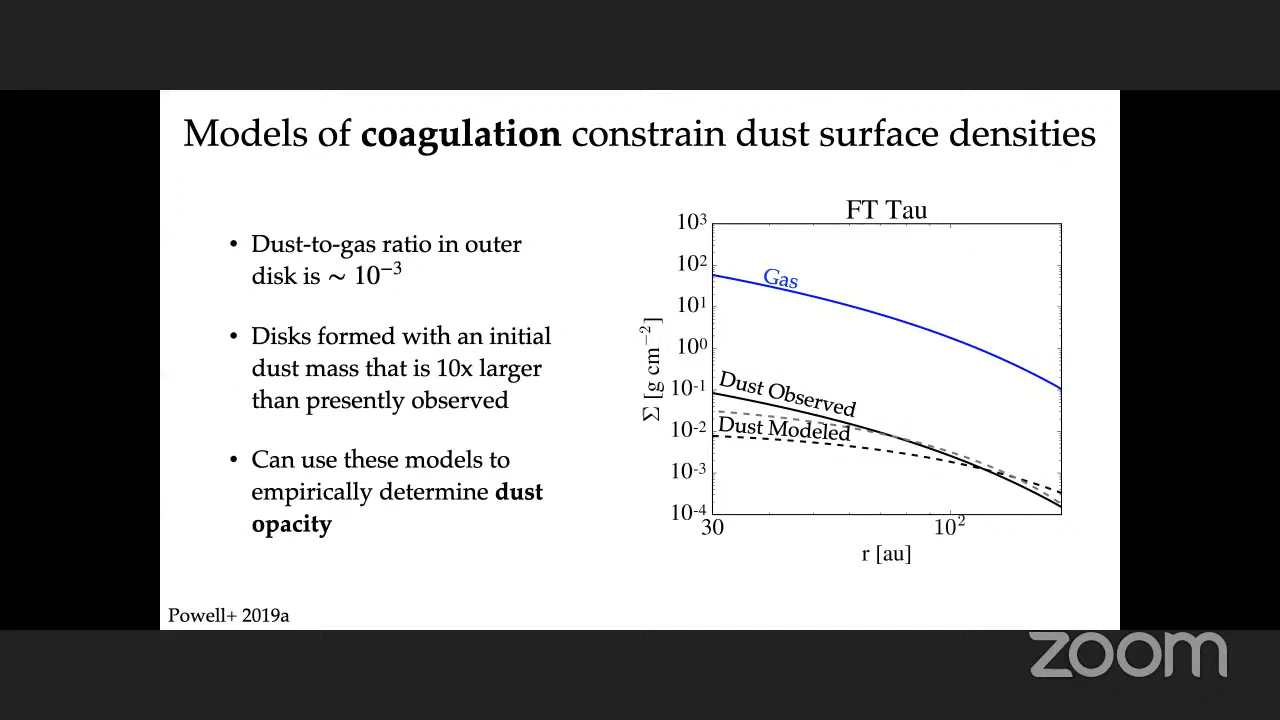 Models of coagulation constrain dust surface densities
• Dust-to-gas ratio in outer
disk is ~ 10⁻³
• Disks formed with an initial
dust mass that is 10x larger
than presently observed
• Can use these models to
empirically determine dust
opacity
Powell+ 2019a
FT Tau
10³
10²
10¹
10⁰
10⁻¹
10⁻²
10⁻³
10⁻⁴
Σ [g cm⁻²]
Gas
Dust Observed
Dust Modeled
30
10²
r [au]
zoom